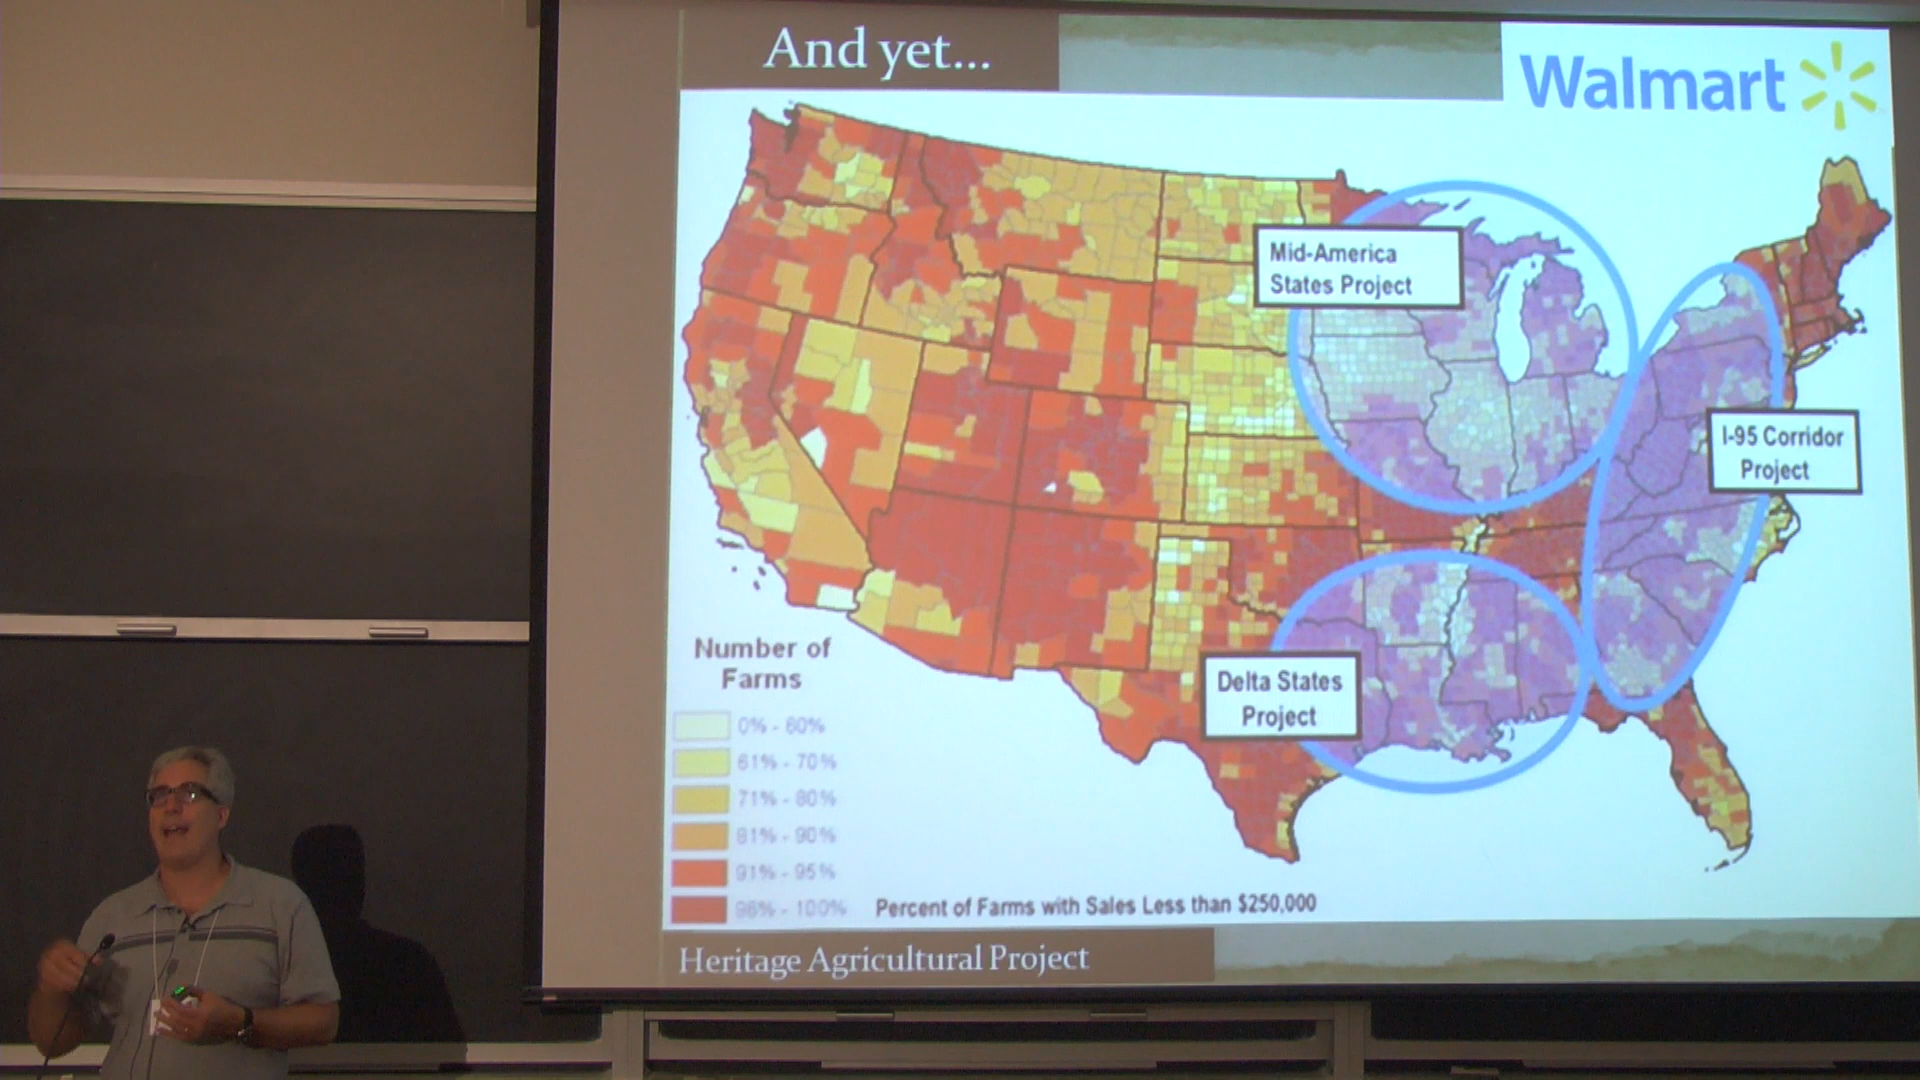 And yet...
Walmart
Mid-America
States Project
I-95 Corridor
Project
Delta States
Project
Number of
Farms
0% - 60%
61% - 70%
71% - 80%
81% - 90%
91% - 95%
96% - 100%
Percent of Farms with Sales Less than $250,000
Heritage Agricultural Project